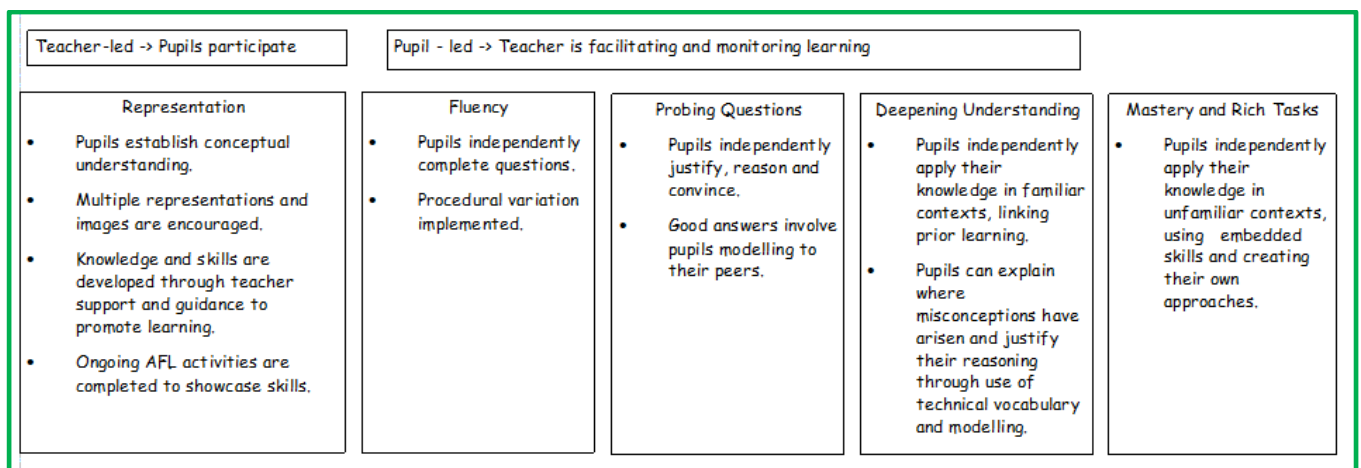 Teacher-led -> Pupils participate
Pupil - led -> Teacher is facilitating and monitoring learning
Representation
• Pupils establish conceptual
understanding.
• Multiple representations and
images are encouraged.
• Knowledge and skills are
developed through teacher
support and guidance to
promote learning.
• Ongoing AFL activities are
completed to showcase skills.
Fluency
• Pupils independently
complete questions.
• Procedural variation
implemented.
Probing Questions
• Pupils independently
justify, reason and
convince.
• Good answers involve
pupils modelling to
their peers.
Deepening Understanding
• Pupils independently
apply their
knowledge in familiar
contexts, linking
prior learning.
• Pupils can explain
where
misconceptions have
arisen and justify
their reasoning
through use of
technical vocabulary
and modelling.
Mastery and Rich Tasks
• Pupils independently
apply their
knowledge in
unfamiliar contexts,
using embedded
skills and creating
their own
approaches.